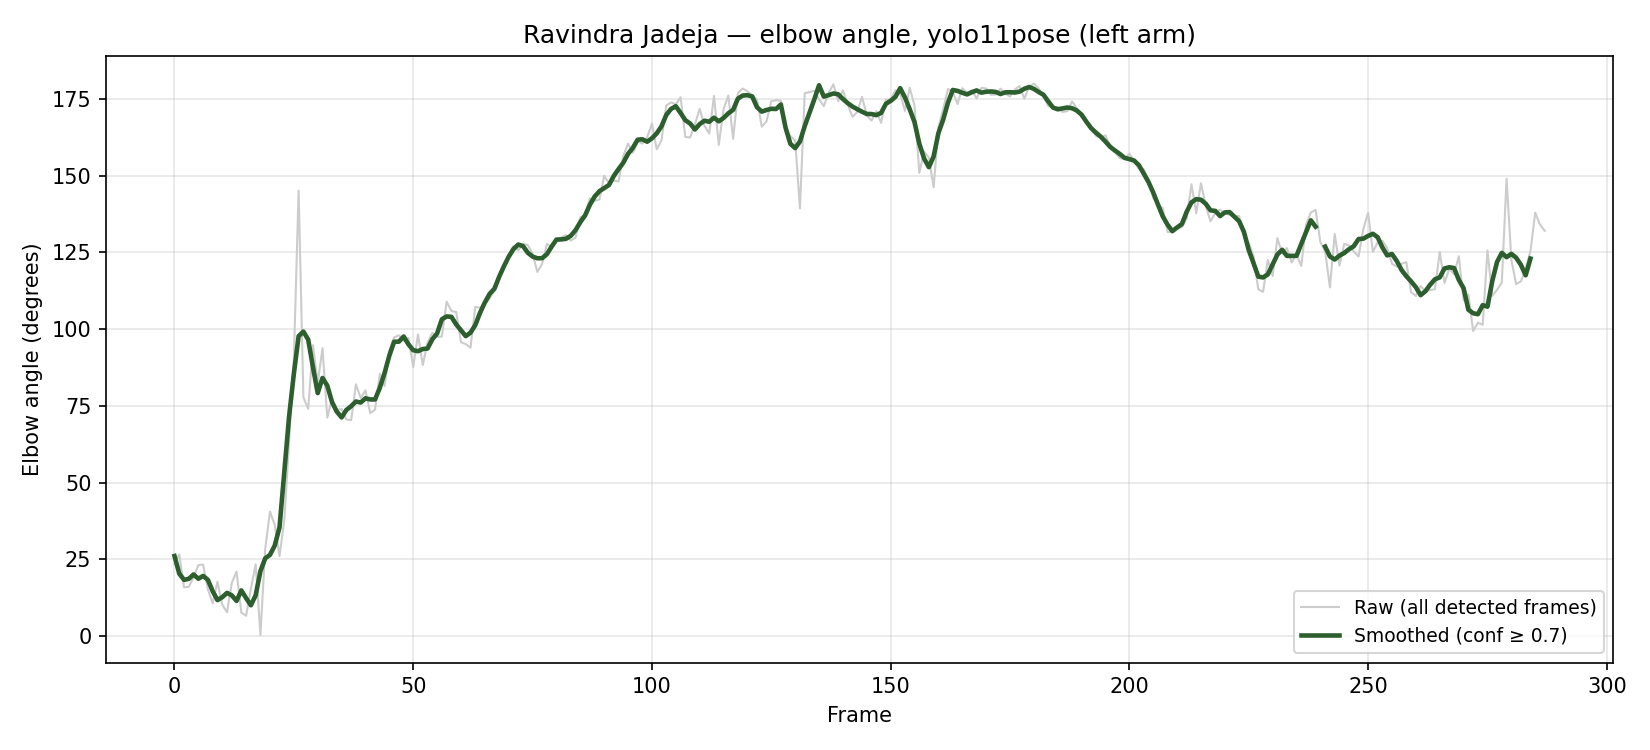 Ravindra Jadeja — elbow angle, yolo11pose (left arm)
Elbow angle (degrees)
175
150
125
100
75
50
25
0
Raw (all detected frames)
Smoothed (conf ≥ 0.7)
0 50 100 150 200 250 300
Frame